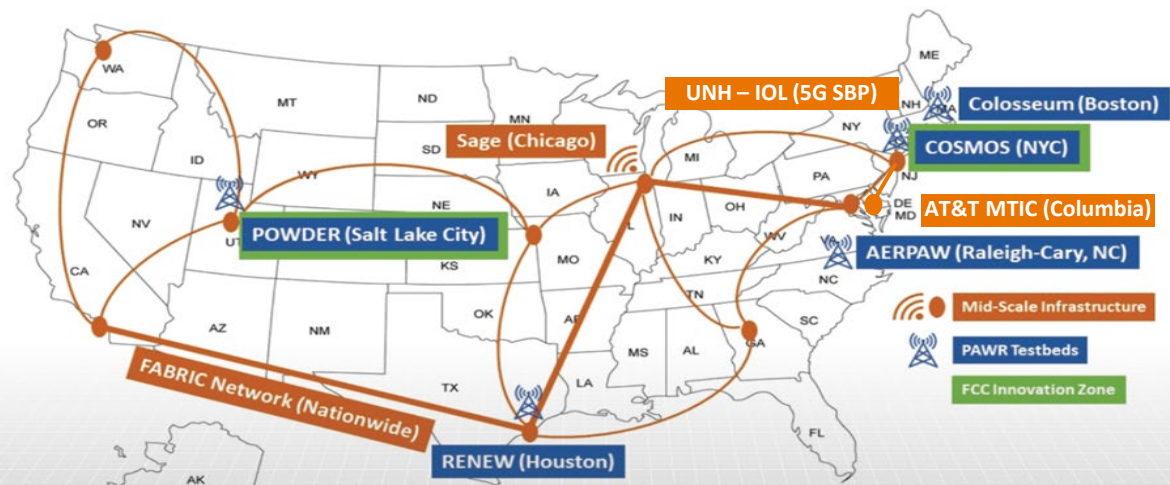 WA
ME
MT
ND
UNH – IOL (5G SBP)
NH
MA
Colosseum (Boston)
OR
MN
NY
ID
SD
Sage (Chicago)
MI
COSMOS (NYC)
WY
PA
NJ
IA
NE
OH
DE
MD
AT&T MTIC (Columbia)
NV
IN
UT
POWDER (Salt Lake City)
IL
WV
VA
AERPAW (Raleigh-Cary, NC)
CA
KS
MO
KY
NC
TN
OK
AR
SC
Mid-Scale Infrastructure
AZ
NM
GA
MS
AL
PAWR Testbeds
FABRIC Network (Nationwide)
TX
LA
FCC Innovation Zone
FL
RENEW (Houston)
AK